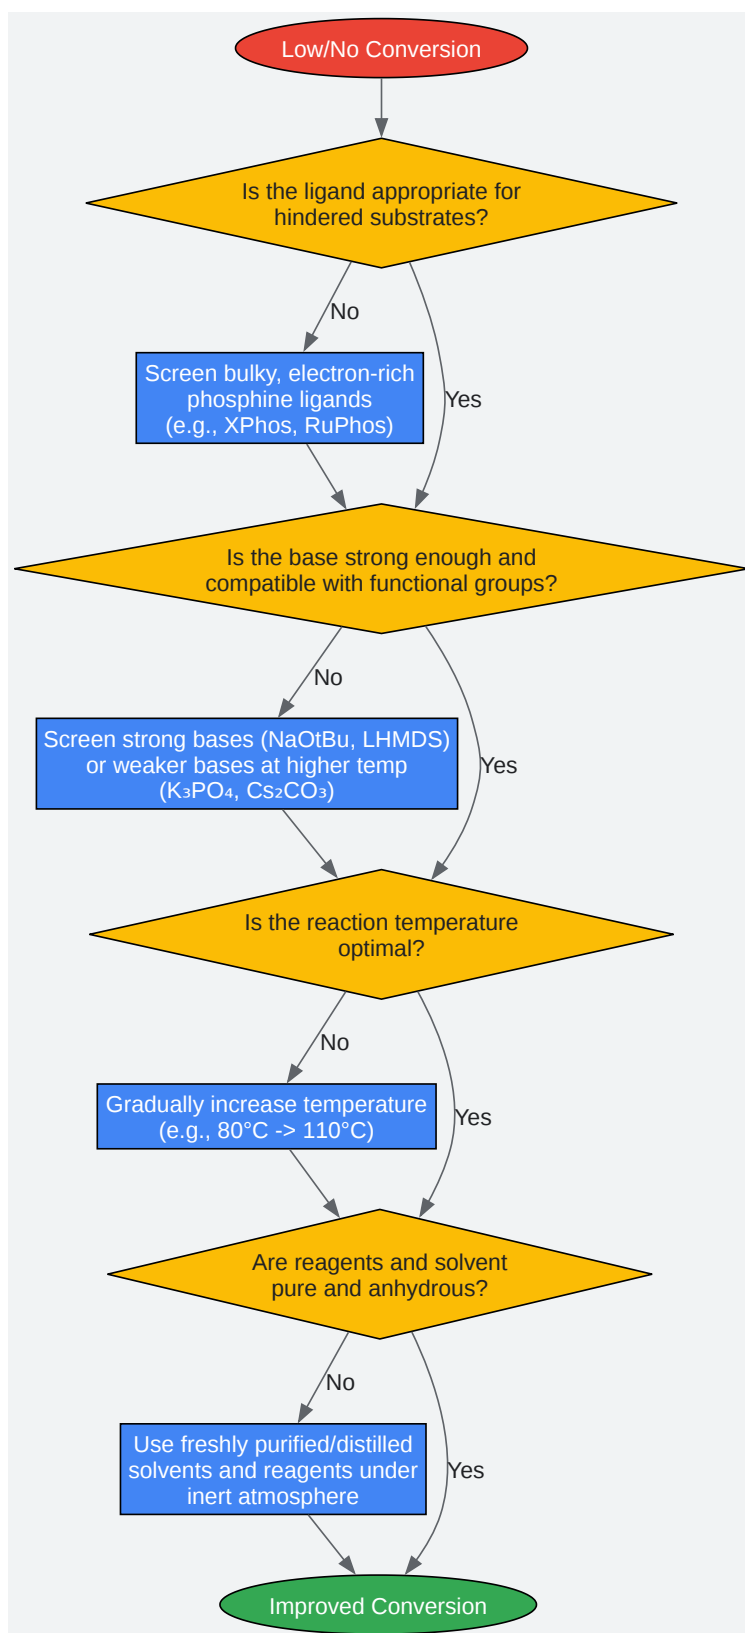 Low/No Conversion
Is the ligand appropriate for
hindered substrates?
No
Screen bulky, electron-rich
phosphine ligands
(e.g., XPhos, RuPhos)
Yes
Is the base strong enough and
compatible with functional groups?
No
Screen strong bases (NaOtBu, LHMDS)
or weaker bases at higher temp
(K₃PO₄, Cs₂CO₃)
Yes
Is the reaction temperature
optimal?
No
Gradually increase temperature
(e.g., 80°C -> 110°C)
Yes
Are reagents and solvent
pure and anhydrous?
No
Use freshly purified/distilled
solvents and reagents under
inert atmosphere
Yes
Improved Conversion